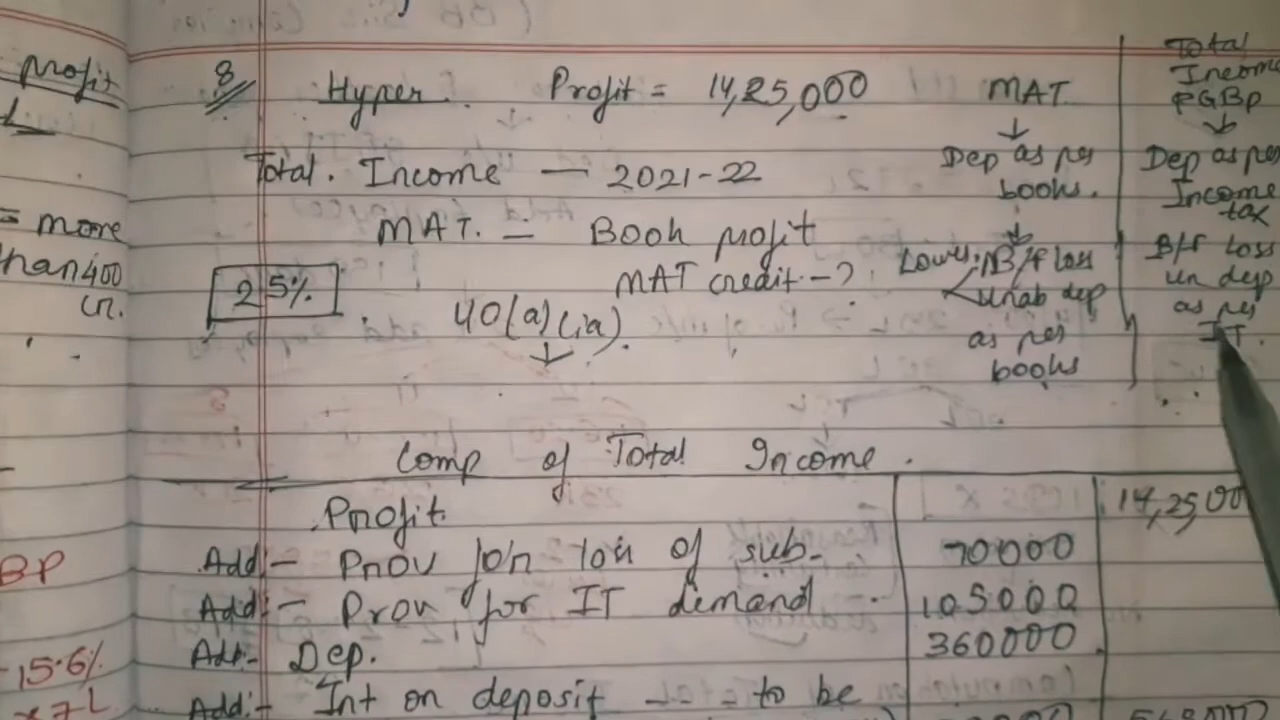 profit
= more
than 400
cr.
BP
15.6%
8 Hyper Profit = 14,25,000
Total. Income — 2021-22
MAT. = Book profit
MAT credit -?
25%
40(a)(ia).
MAT
↓
Dep as per
books.
↓
Lower. B/f loss
unab dep
as per
books
Total
Income
PGBP
↓
Dep as per
Income
tax
B/f Loss
un dep
as per
IT.
Comp of Total Income.
Profit. 14,25,00
Add:- Prov for loss of sub- 70000
Add:- Prov for IT demand 105000
Add:- Dep. 360000
Add:- Int on deposit ---- to be